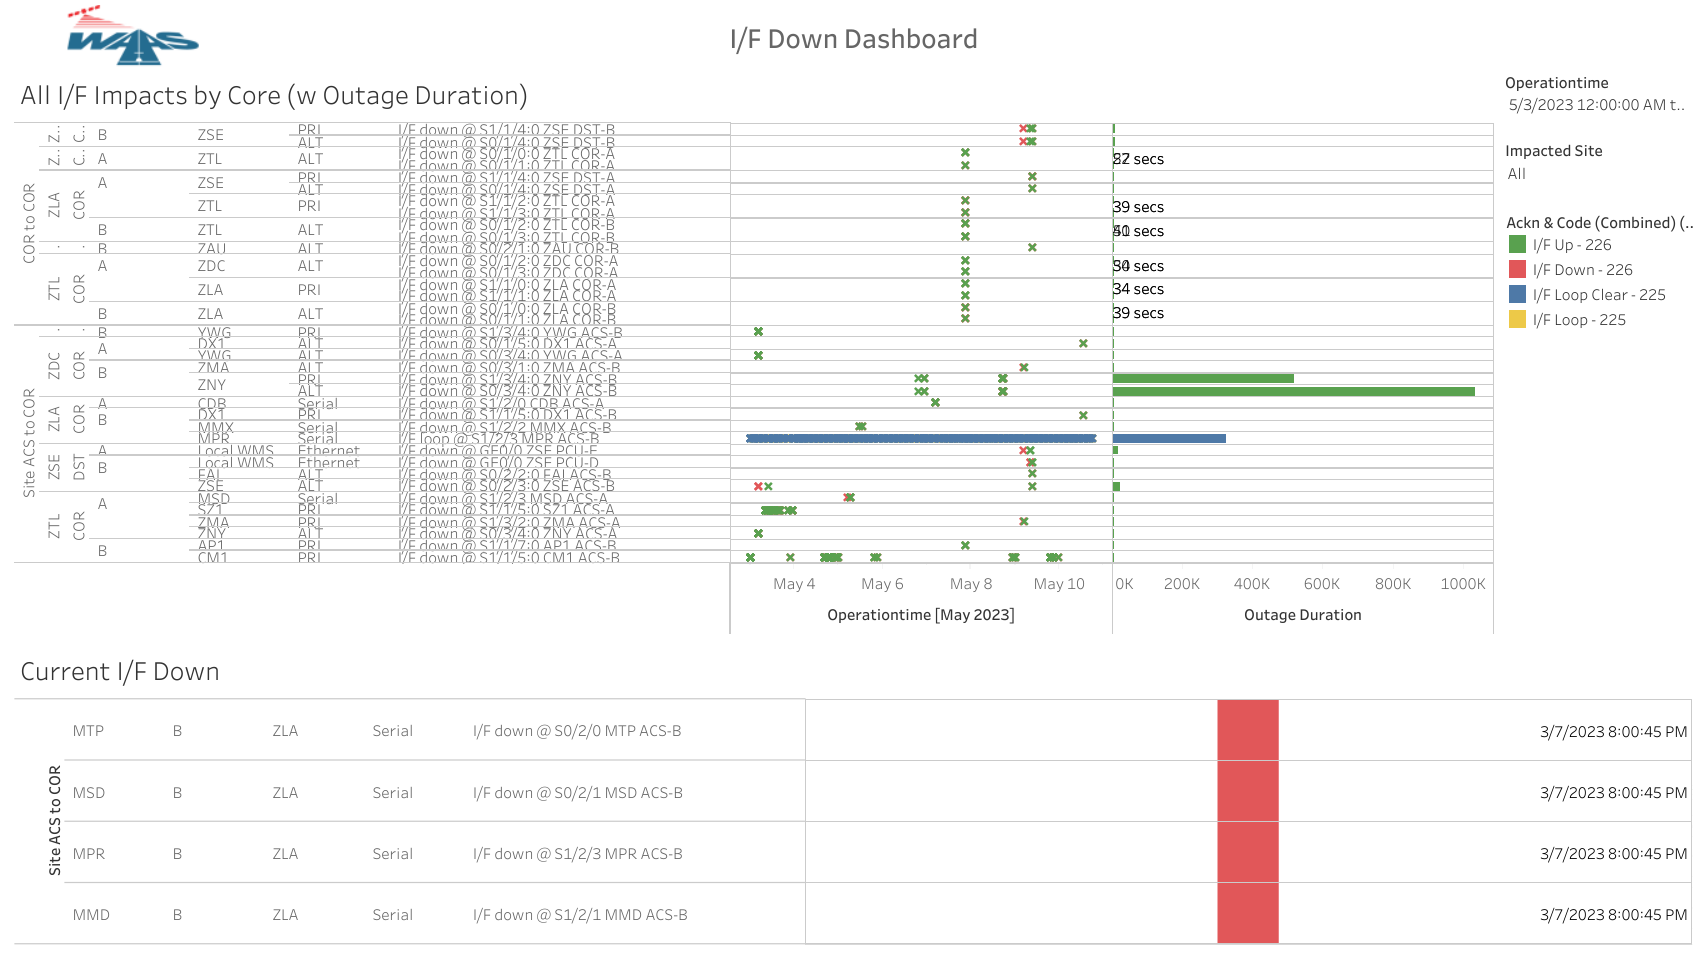 WAAS
I/F Down Dashboard
All I/F Impacts by Core (w Outage Duration)
COR to COR
Z.. C.. B ZSE PRI I/F down @ S1/1/4:0 ZSE DST-B
ALT I/F down @ S0/1/4:0 ZSE DST-B
Z.. C.. A ZTL ALT I/F down @ S0/1/0:0 ZTL COR-A
I/F down @ S0/1/1:0 ZTL COR-A
secs
ZLA COR A ZSE PRI I/F down @ S1/1/4:0 ZSE DST-A
ALT I/F down @ S0/1/4:0 ZSE DST-A
ZTL PRI I/F down @ S1/1/2:0 ZTL COR-A
I/F down @ S1/1/3:0 ZTL COR-A
39 secs
B ZTL ALT I/F down @ S0/1/2:0 ZTL COR-B
I/F down @ S0/1/3:0 ZTL COR-B
secs
B ZAU ALT I/F down @ S0/2/1:0 ZAU COR-B
ZTL COR A ZDC ALT I/F down @ S0/1/2:0 ZDC COR-A
I/F down @ S0/1/3:0 ZDC COR-A
secs
ZLA PRI I/F down @ S1/1/0:0 ZLA COR-A
I/F down @ S1/1/1:0 ZLA COR-A
34 secs
B ZLA ALT I/F down @ S0/1/0:0 ZLA COR-B
I/F down @ S0/1/1:0 ZLA COR-B
39 secs
Site ACS to COR
B YWG PRI I/F down @ S1/3/4:0 YWG ACS-B
ZDC COR A DX1 ALT I/F down @ S0/1/5:0 DX1 ACS-A
YWG ALT I/F down @ S0/3/4:0 YWG ACS-A
B ZMA ALT I/F down @ S0/3/1:0 ZMA ACS-B
ZNY PRI I/F down @ S1/3/4:0 ZNY ACS-B
ALT I/F down @ S0/3/4:0 ZNY ACS-B
ZLA COR A CDB Serial I/F down @ S1/2/0 CDB ACS-A
B DX1 PRI I/F down @ S1/1/5:0 DX1 ACS-B
MMX Serial I/F down @ S1/2/2 MMX ACS-B
MPR Serial I/F loop @ S1/2/3 MPR ACS-B
ZSE DST A Local WMS Ethernet I/F down @ GE0/0 ZSE PCU-E
B Local WMS Ethernet I/F down @ GE0/0 ZSE PCU-D
FAI ALT I/F down @ S0/2/2:0 FAI ACS-B
ZSE ALT I/F down @ S0/2/3:0 ZSE ACS-B
ZTL COR A MSD Serial I/F down @ S1/2/3 MSD ACS-A
SZ1 PRI I/F down @ S1/1/5:0 SZ1 ACS-A
ZMA PRI I/F down @ S1/3/2:0 ZMA ACS-A
ZNY ALT I/F down @ S0/3/4:0 ZNY ACS-A
B AP1 PRI I/F down @ S1/1/7:0 AP1 ACS-B
CM1 PRI I/F down @ S1/1/5:0 CM1 ACS-B
May 4 May 6 May 8 May 10 0K 200K 400K 600K 800K 1000K
Operationtime [May 2023] Outage Duration
Operationtime
5/3/2023 12:00:00 AM t..
Impacted Site
All
Ackn & Code (Combined) (..
I/F Up - 226
I/F Down - 226
I/F Loop Clear - 225
I/F Loop - 225
Current I/F Down
Site ACS to COR
MTP B ZLA Serial I/F down @ S0/2/0 MTP ACS-B 3/7/2023 8:00:45 PM
MSD B ZLA Serial I/F down @ S0/2/1 MSD ACS-B 3/7/2023 8:00:45 PM
MPR B ZLA Serial I/F down @ S1/2/3 MPR ACS-B 3/7/2023 8:00:45 PM
MMD B ZLA Serial I/F down @ S1/2/1 MMD ACS-B 3/7/2023 8:00:45 PM